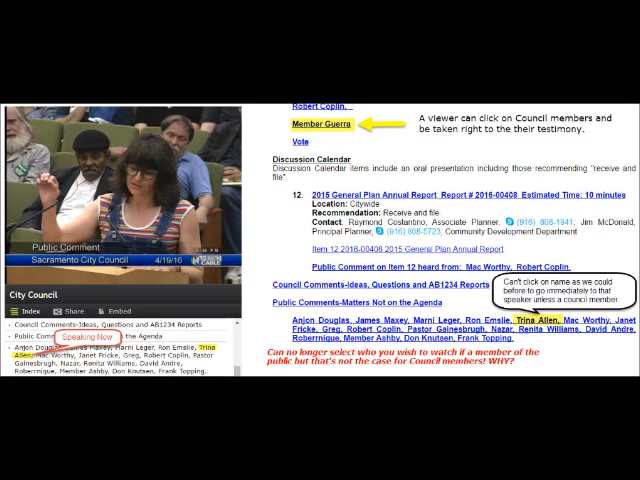 Robert Coplin,
Member Guerra
A viewer can click on Council members and
be taken right to the their testimony.
Vote
Discussion Calendar
Discussion Calendar items include an oral presentation including those recommending "receive and
file".
12. 2015 General Plan Annual Report Report # 2016-00408 Estimated Time: 10 minutes
Location: Citywide
Recommendation: Receive and file
Contact: Raymond Costantino, Associate Planner, (916) 808-1941, Jim McDonald,
Principal Planner, (916) 808-5723, Community Development Department
Item 12 2016-00408 2015 General Plan Annual Report
Public Comment on Item 12 heard from: Mac Worthy, Robert Coplin.
Council Comments-Ideas, Questions and AB1234 Reports
Can't click on name as we could
before to go immediately to that
speaker unless a council member.
Public Comments-Matters Not on the Agenda
Anjon Douglas, James Maxey, Marni Leger, Ron Emslie, Trina Allen, Mac Worthy, Janet
Fricke, Greg, Robert Coplin, Pastor Gainesbrugh, Nazar, Renita Williams, David Andre,
Roberrnique, Member Ashby, Don Knutsen, Frank Topping.
Can no longer select who you wish to watch if a member of the
public but that's not the case for Council members! WHY?
Public Comment
Sacramento City Council 4/19/16
CABLE
City Council
Index Share Embed
Council Comments-Ideas, Questions and AB1234 Reports
Public Com the Agenda
Speaking Now
Anjon Doug mes Maxey, Marni Leger, Ron Emslie, Trina
Allen, Mac Worthy, Janet Fricke, Greg, Robert Coplin, Pastor
Gainesbrugh, Nazar, Renita Williams, David Andre,
Roberrnique, Member Ashby, Don Knutsen, Frank Topping.